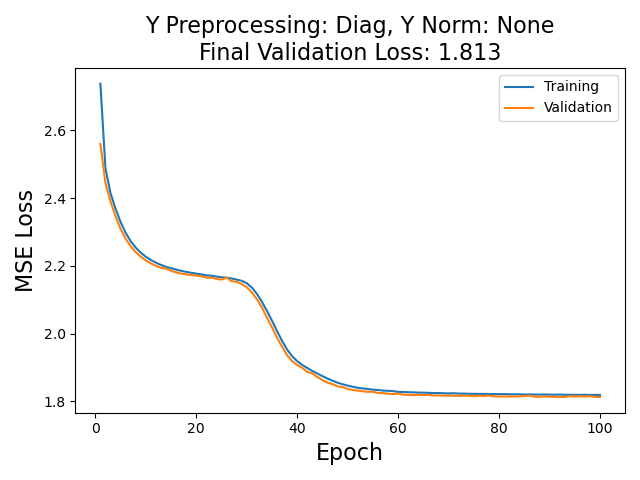 Y Preprocessing: Diag, Y Norm: None
Final Validation Loss: 1.813
Training
Validation
MSE Loss
2.6
2.4
2.2
2.0
1.8
0 20 40 60 80 100
Epoch